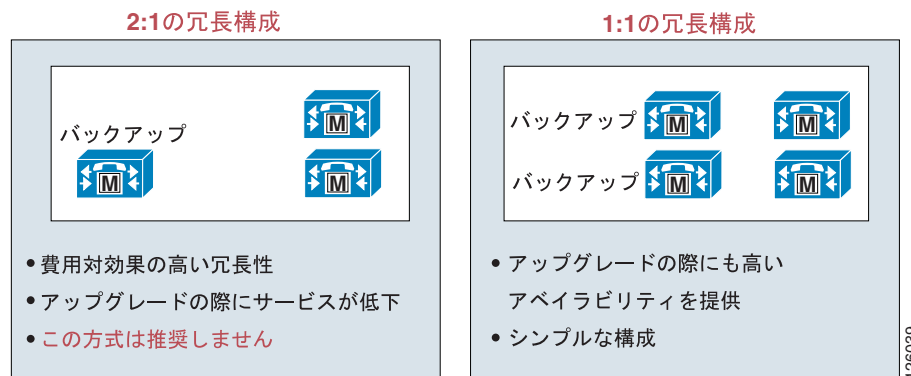 2:1の冗長構成
バックアップ
M
M
M
• 費用対効果の高い冗長性
• アップグレードの際にサービスが低下
• この方式は推奨しません
1:1の冗長構成
バックアップ
M
M
バックアップ
M
M
• アップグレードの際にも高い
アベイラビリティを提供
• シンプルな構成
126039